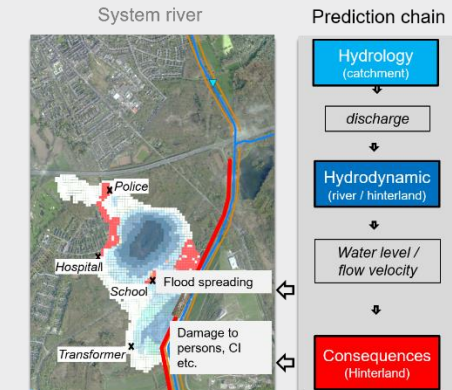 System river
Prediction chain
Police
Hospital
School
Transformer
Flood spreading
Damage to
persons, CI
etc.
Hydrology
(catchment)
discharge
Hydrodynamic
(river / hinterland)
Water level /
flow velocity
Consequences
(Hinterland)